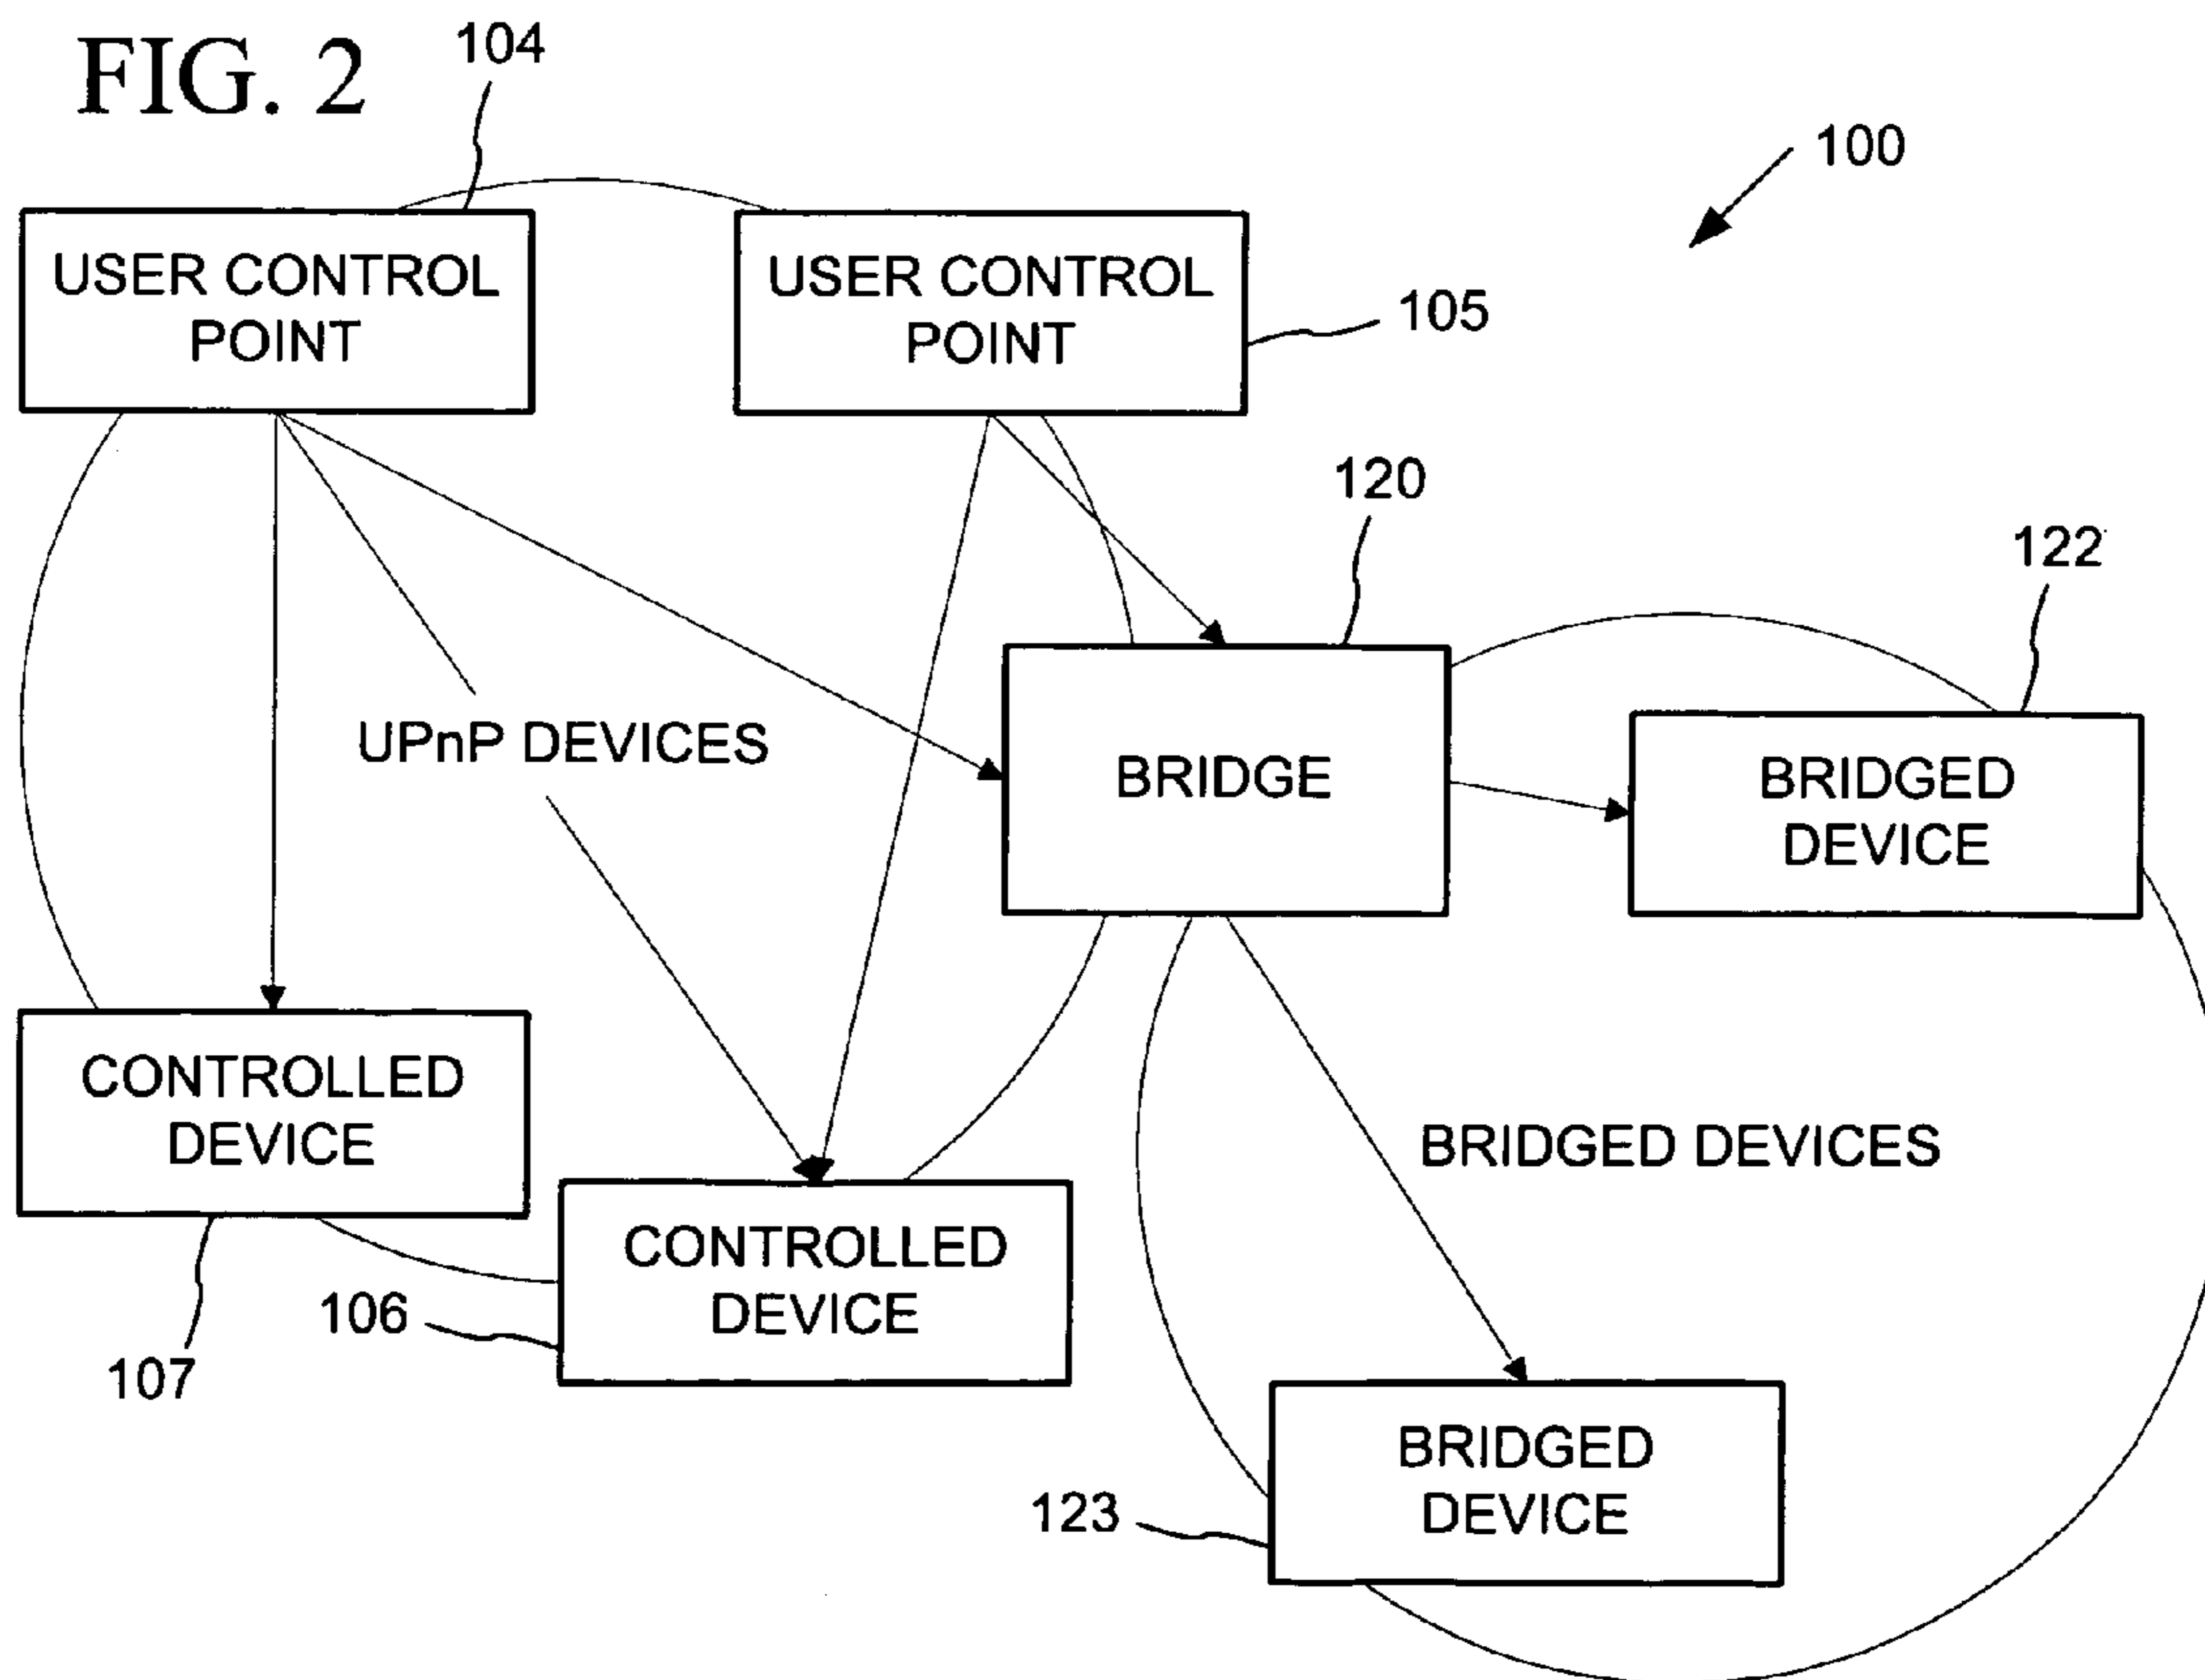 FIG. 2
104
100
USER CONTROL
POINT
USER CONTROL
POINT
105
120
122
UPnP DEVICES
BRIDGE
BRIDGED
DEVICE
CONTROLLED
DEVICE
BRIDGED DEVICES
CONTROLLED
DEVICE
106
107
BRIDGED
DEVICE
123